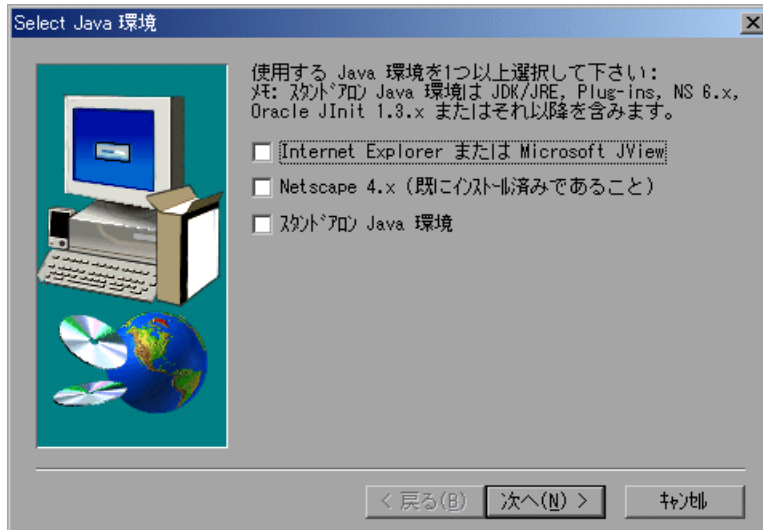 Select Java 環境
使用する Java 環境を1つ以上選択して下さい:
ﾒﾓ: ｽﾀﾝﾄﾞｱﾛﾝ Java 環境は JDK/JRE, Plug-ins, NS 6.x,
Oracle JInit 1.3.x またはそれ以降を含みます。
Internet Explorer または Microsoft JView
Netscape 4.x (既にｲﾝｽﾄｰﾙ済みであること)
ｽﾀﾝﾄﾞｱﾛﾝ Java 環境
< 戻る(B)
次へ(N) >
ｷｬﾝｾﾙ